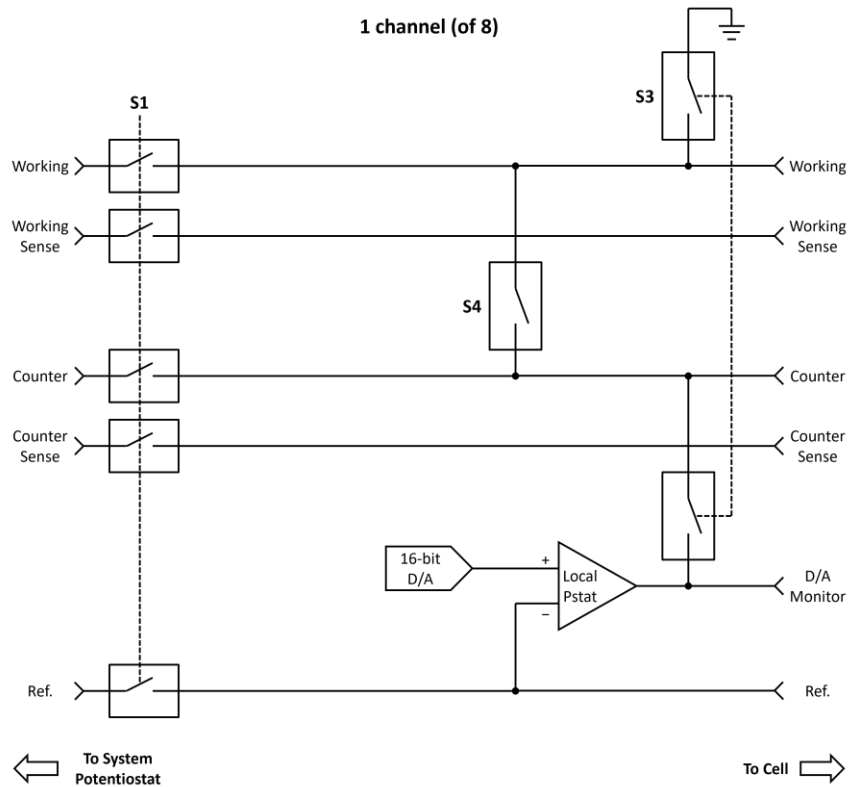 1 channel (of 8)
S3
S1
Working
Working
Working
Sense
Working
Sense
S4
Counter
Counter
Counter
Sense
Counter
Sense
16-bit
D/A
+
Local
Pstat
−
D/A
Monitor
Ref.
Ref.
To System
Potentiostat
To Cell